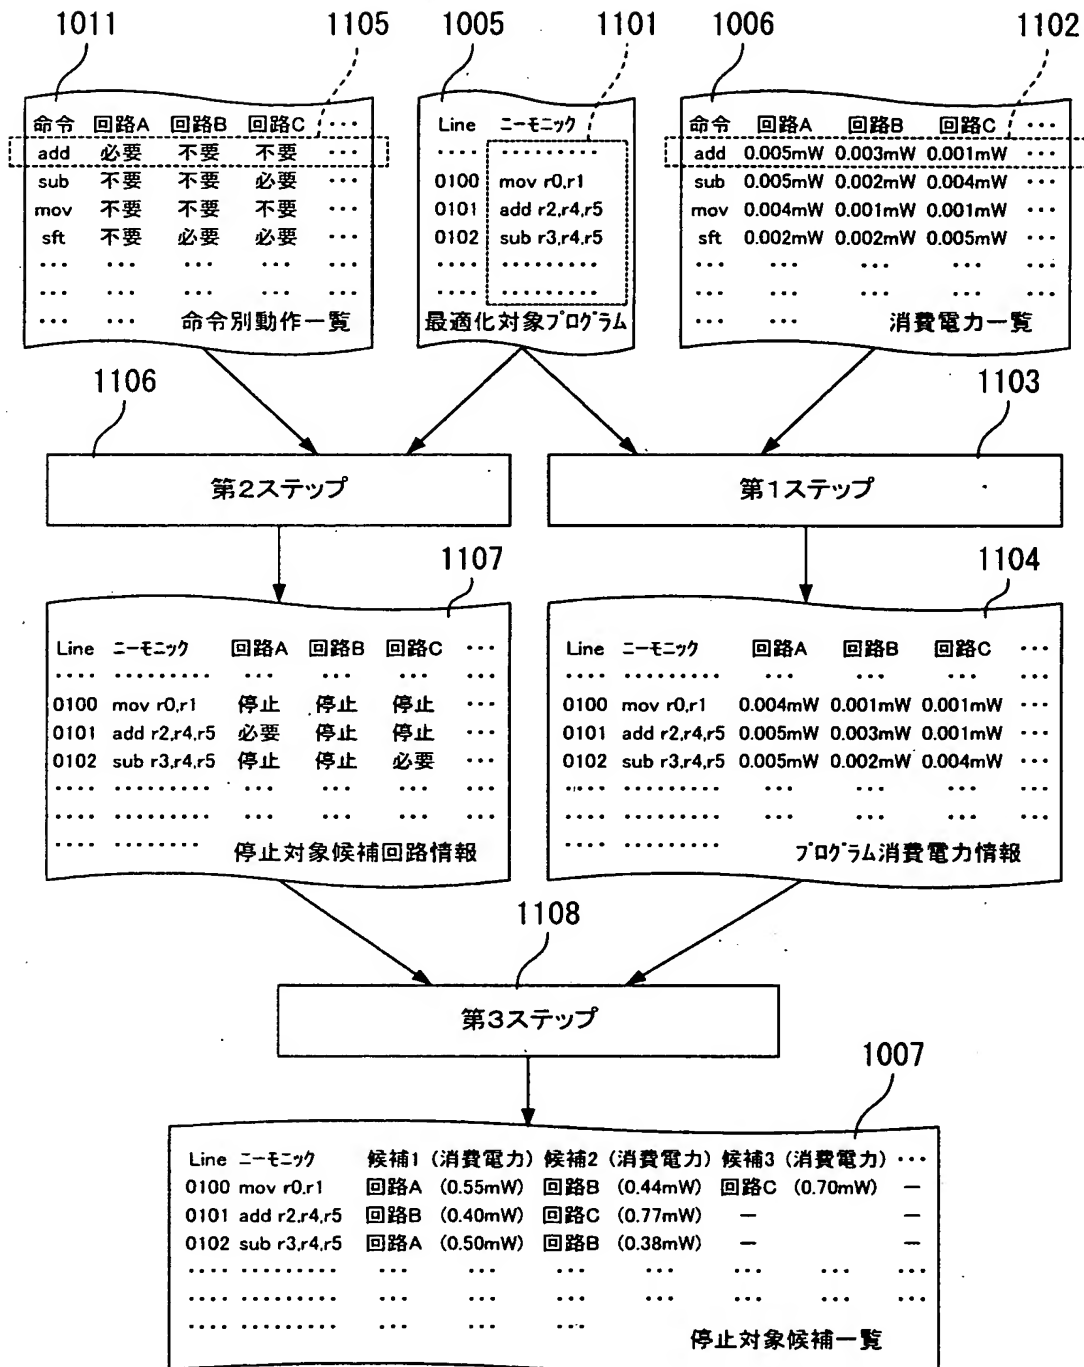 1011 1105 1005 1101 1006 1102
命令 回路A 回路B 回路C ···
add 必要 不要 不要 ···
sub 不要 不要 必要 ···
mov 不要 不要 不要 ···
sft 不要 必要 必要 ···
··· ··· ··· ··· ···
··· ··· ··· ··· ···
··· ··· 命令別動作一覧
Line ニーモニック
···· ·········
0100 mov r0,r1
0101 add r2,r4,r5
0102 sub r3,r4,r5
···· ·········
···· ·········
最適化対象プログラム
命令 回路A 回路B 回路C ···
add 0.005mW 0.003mW 0.001mW ···
sub 0.005mW 0.002mW 0.004mW ···
mov 0.004mW 0.001mW 0.001mW ···
sft 0.002mW 0.002mW 0.005mW ···
··· ··· ··· ··· ···
··· ··· ··· ··· ···
··· ··· 消費電力一覧
1106 1103
第2ステップ 第1ステップ
1107 1104
Line ニーモニック 回路A 回路B 回路C ···
···· ········· ··· ··· ··· ···
0100 mov r0,r1 停止 停止 停止 ···
0101 add r2,r4,r5 必要 停止 停止 ···
0102 sub r3,r4,r5 停止 停止 必要 ···
···· ········· ··· ··· ··· ···
···· ········· ··· ··· ··· ···
···· ········ 停止対象候補回路情報
Line ニーモニック 回路A 回路B 回路C ···
···· ········· ··· ··· ··· ···
0100 mov r0,r1 0.004mW 0.001mW 0.001mW ···
0101 add r2,r4,r5 0.005mW 0.003mW 0.001mW ···
0102 sub r3,r4,r5 0.005mW 0.002mW 0.004mW ···
···· ········· ··· ··· ··· ···
···· ········· ··· ··· ··· ···
···· ········· プログラム消費電力情報
1108
第3ステップ
1007
Line ニーモニック 候補1 (消費電力) 候補2 (消費電力) 候補3 (消費電力) ···
0100 mov r0.r1 回路A (0.55mW) 回路B (0.44mW) 回路C (0.70mW) －
0101 add r2,r4,r5 回路B (0.40mW) 回路C (0.77mW) － －
0102 sub r3,r4,r5 回路A (0.50mW) 回路B (0.38mW) － －
···· ········· ··· ··· ··· ··· ··· ··· ···
···· ········· ··· ··· ··· ··· ··· ··· ···
···· ········· ··· ··· ··· 停止対象候補一覧